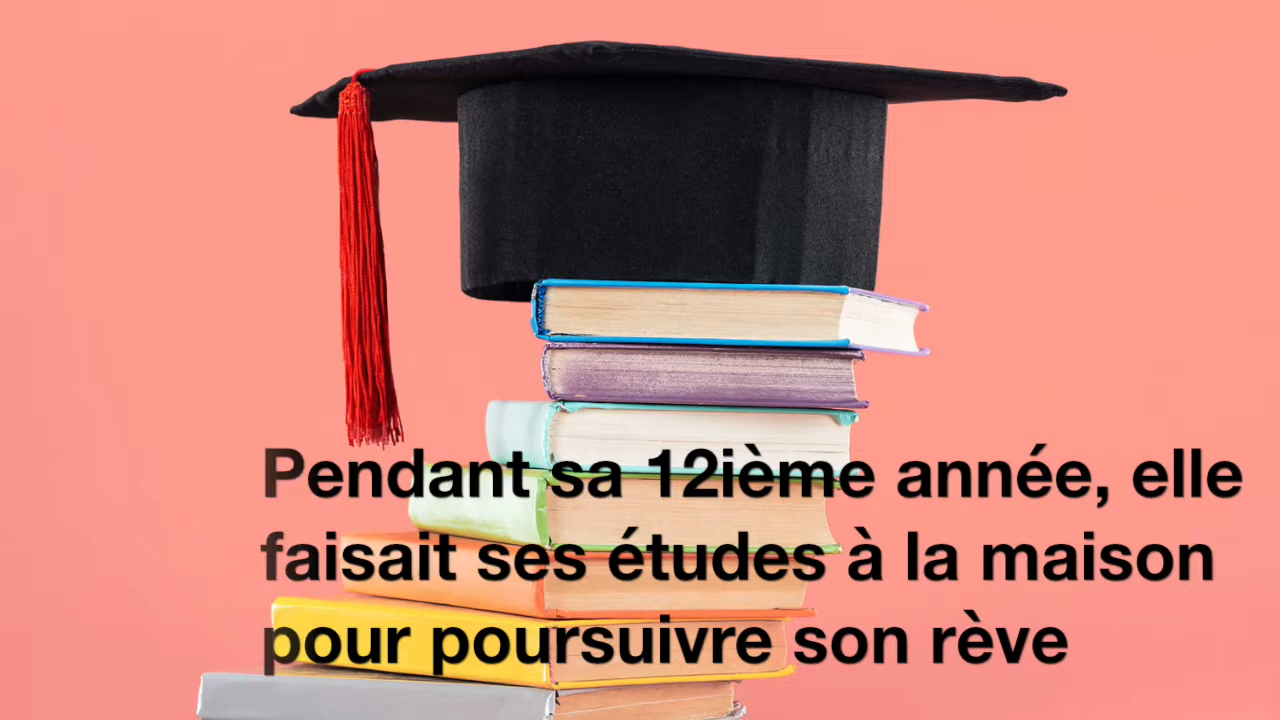 Pendant sa 12ième année, elle
faisait ses études à la maison
pour poursuivre son rève